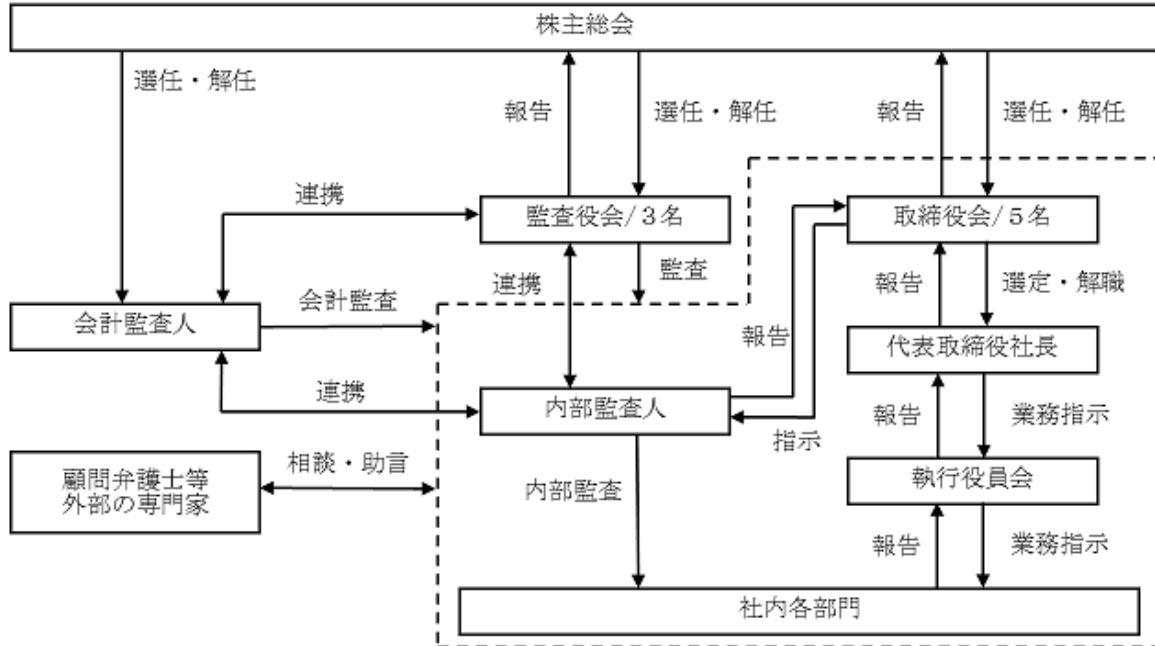 株主総会
選任・解任
報告
選任・解任
報告
選任・解任
連携
監査役会/３名
取締役会/５名
連携
監査
報告
選定・解職
会計監査人
会計監査
報告
代表取締役社長
連携
内部監査人
指示
報告
業務指示
顧問弁護士等
外部の専門家
相談・助言
内部監査
執行役員会
報告
業務指示
社内各部門